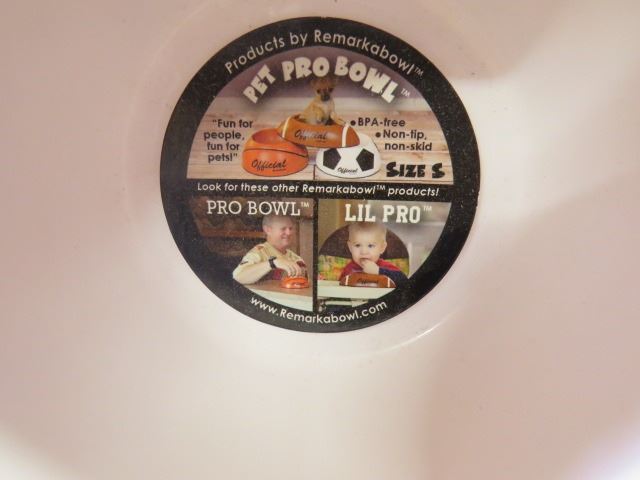 Products by Remarkabowl™
PET PRO BOWL™
"Fun for people, fun for pets!"
•BPA-free
•Non-tip, non-skid
Official
Official
Official
SIZE S
Look for these other Remarkabowl™ products!
PRO BOWL™
LIL PRO™
www.Remarkabowl.com